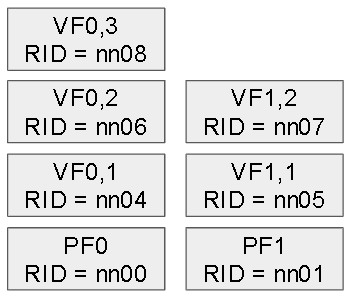 VF0,3
RID = nn08
VF0,2
RID = nn06
VF1,2
RID = nn07
VF0,1
RID = nn04
VF1,1
RID = nn05
PF0
RID = nn00
PF1
RID = nn01